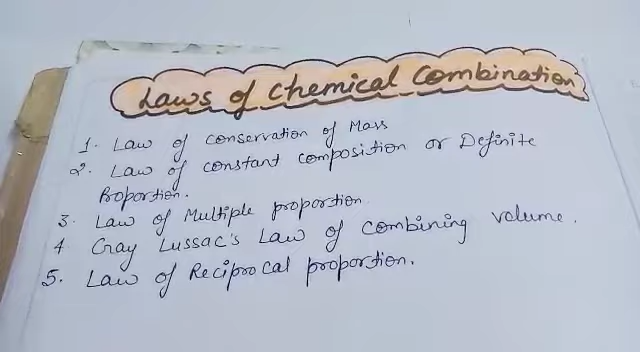 Laws of Chemical Combination
1. Law of conservation of Mass
2. Law of constant composition or Definite
Proportion.
3. Law of Multiple proportion.
4 Gray Lussac's Law of combining volume.
5. Law of Reciprocal proportion.